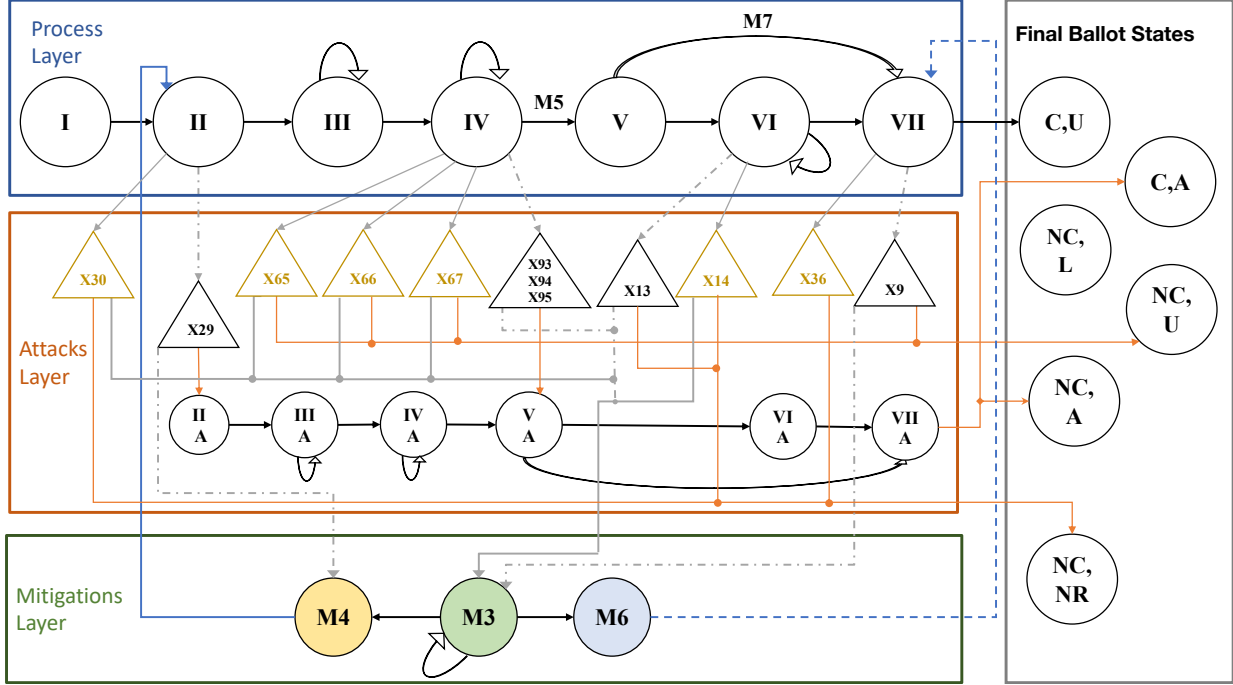 Process
Layer
M7
Final Ballot States
I
II
III
IV
M5
V
VI
VII
C,U
C,A
NC,
L
NC,
U
X30
X29
X65
X66
X67
X93
X94
X95
X13
X14
X36
X9
Attacks
Layer
II
A
III
A
IV
A
V
A
VI
A
VII
A
NC,
A
NC,
NR
Mitigations
Layer
M4
M3
M6